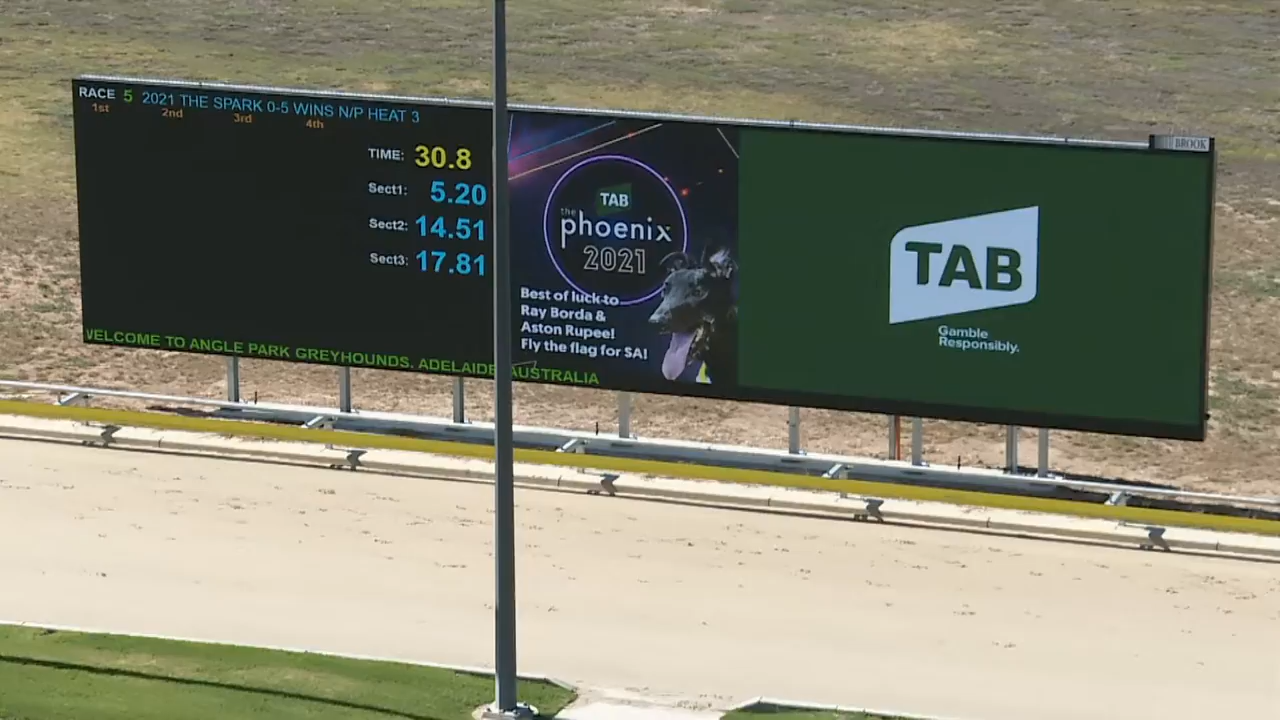 RACE 5 2021 THE SPARK 0-5 WINS N/P HEAT 3
1st 2nd 3rd 4th
TIME: 30.8
Sect1: 5.20
Sect2: 14.51
Sect3: 17.81
WELCOME TO ANGLE PARK GREYHOUNDS. ADELAIDE AUSTRALIA
TAB
the
phoenix
2021
Best of luck to
Ray Borda &
Aston Rupee!
Fly the flag for SA!
TAB
Gamble
Responsibly.
BROOK